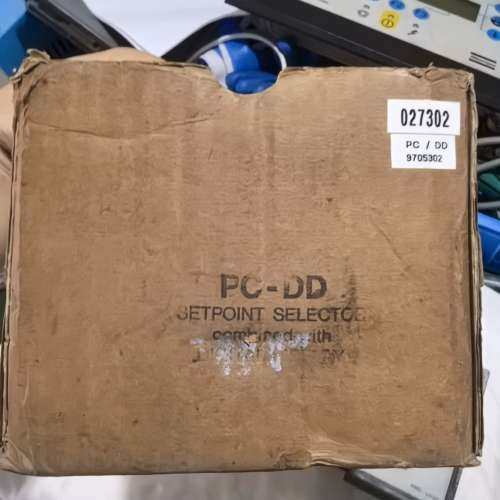 027302
PC / DD
9705302
PC-DD
SETPOINT SELECTOR
combined with